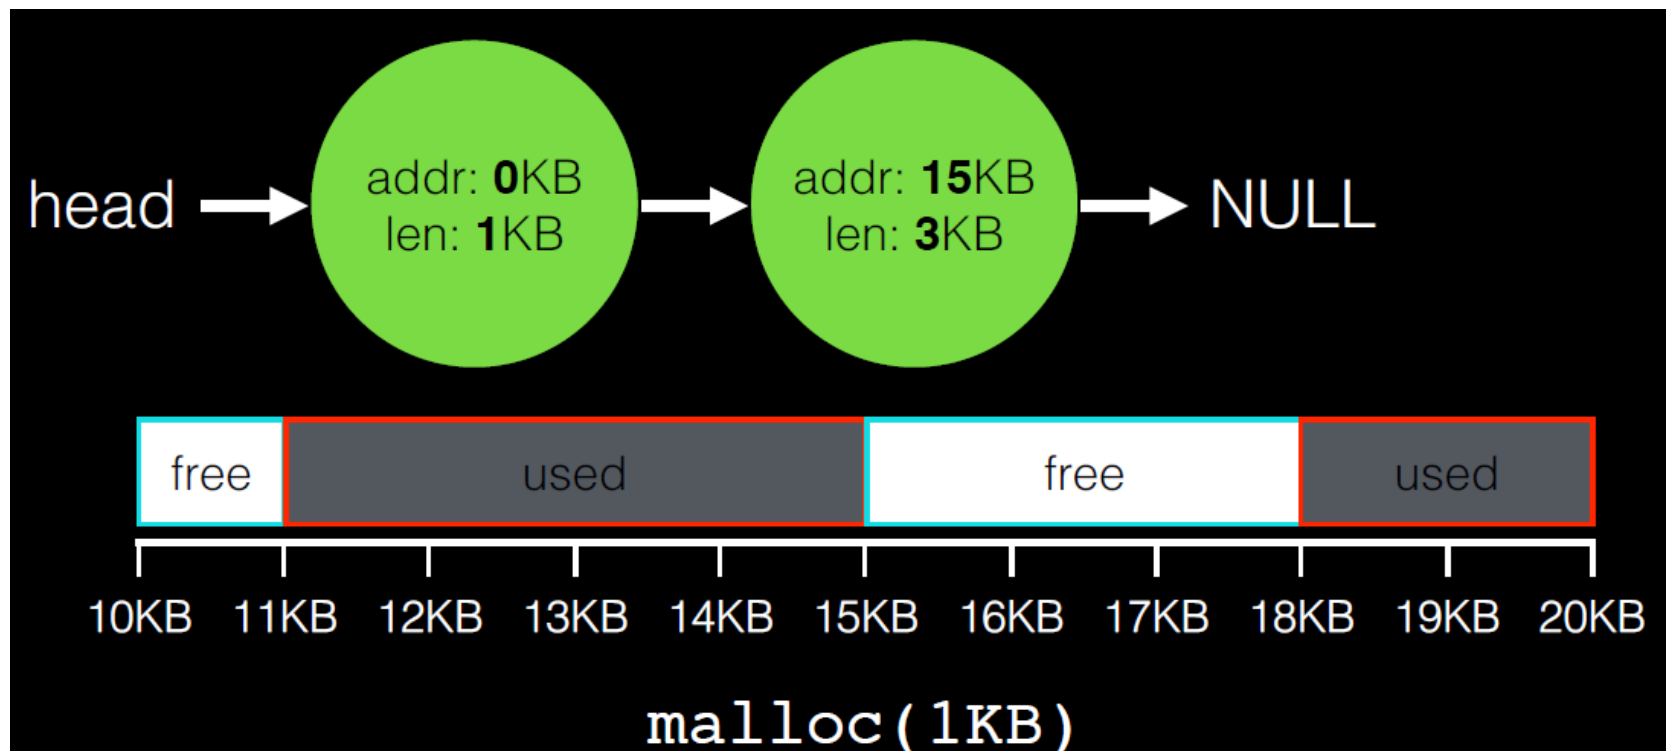 head
addr: 0KB
len: 1KB
addr: 15KB
len: 3KB
NULL
free
used
free
used
10KB 11KB 12KB 13KB 14KB 15KB 16KB 17KB 18KB 19KB 20KB
malloc(1KB)